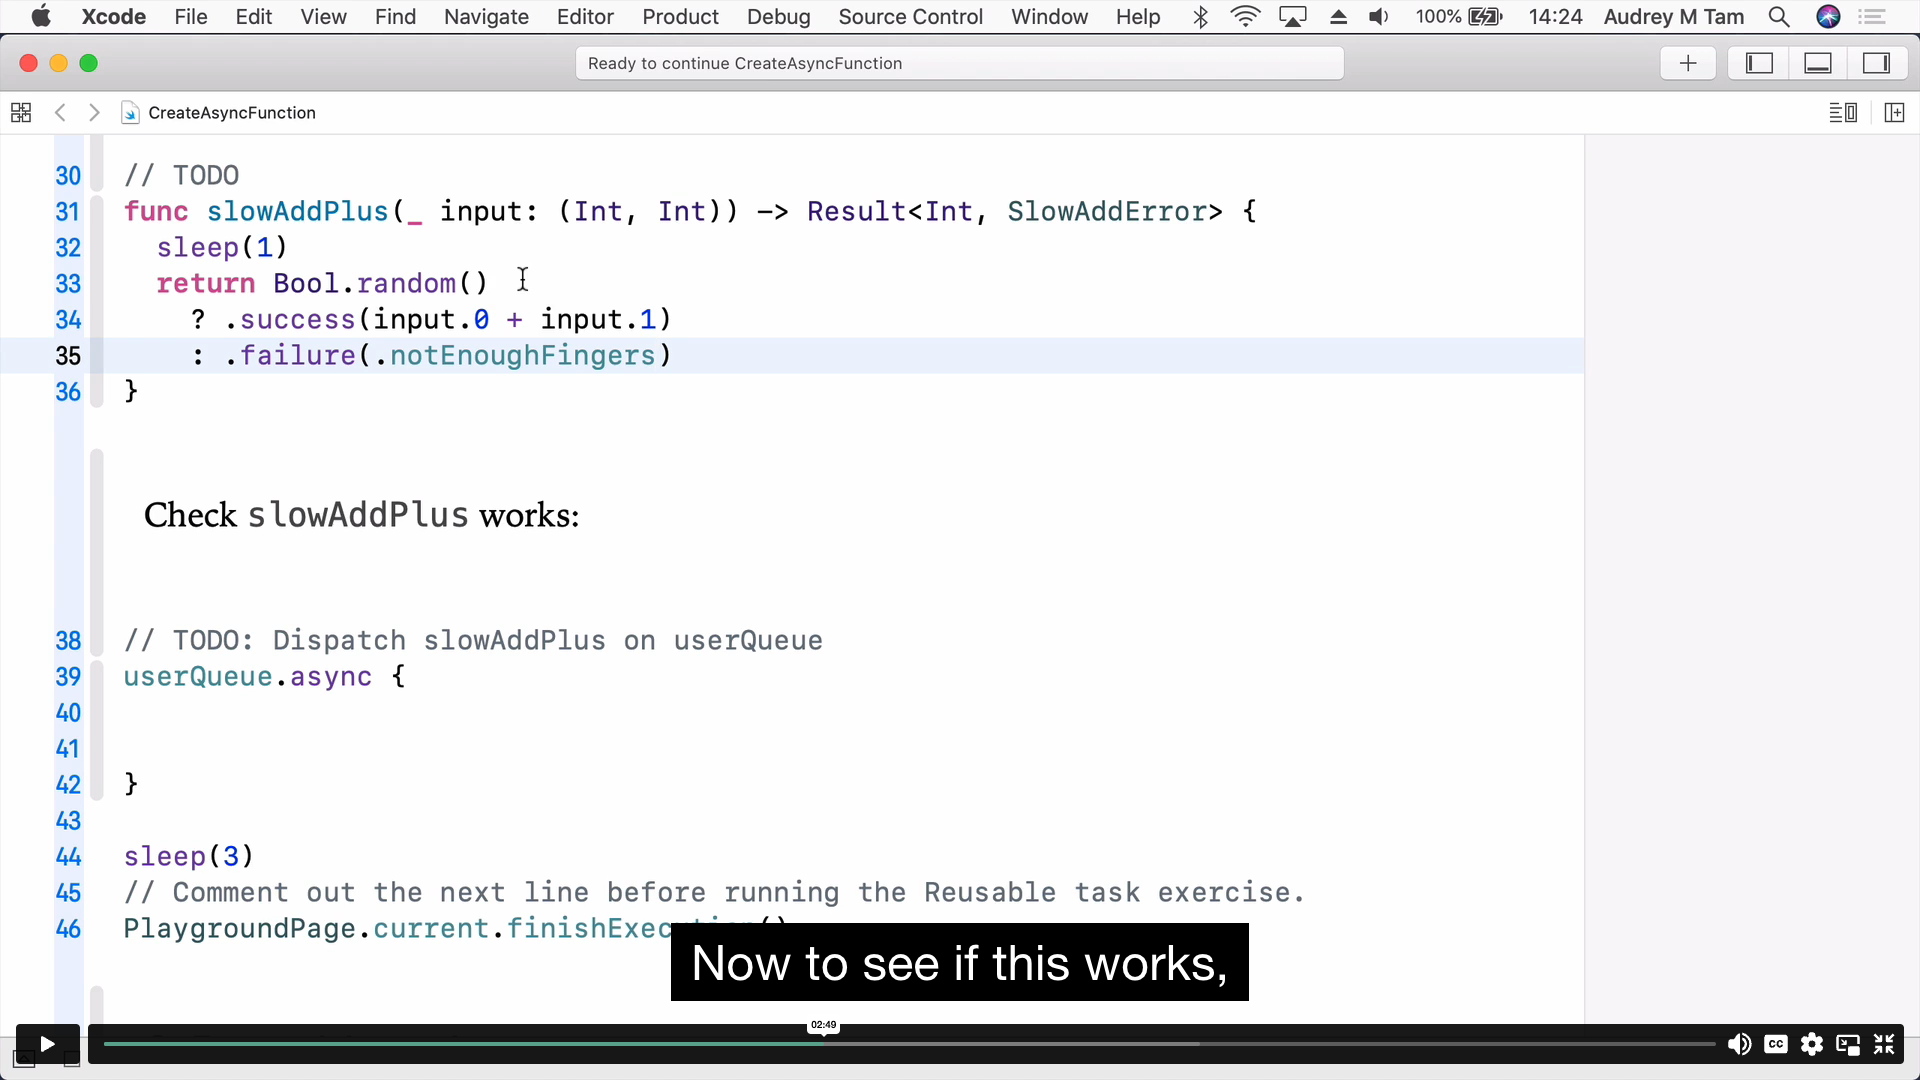 Xcode File Edit View Find Navigate Editor Product Debug Source Control Window Help 100% 14:24 Audrey M Tam
Ready to continue CreateAsyncFunction
CreateAsyncFunction
30 // TODO
31 func slowAddPlus(_ input: (Int, Int)) -> Result<Int, SlowAddError> {
32 sleep(1)
33 return Bool.random()
34 ? .success(input.0 + input.1)
35 : .failure(.notEnoughFingers)
36 }
Check slowAddPlus works:
38 // TODO: Dispatch slowAddPlus on userQueue
39 userQueue.async {
40
41
42 }
43
44 sleep(3)
45 // Comment out the next line before running the Reusable task exercise.
46 PlaygroundPage.current.finishExecution()
Now to see if this works,
02:49
CC